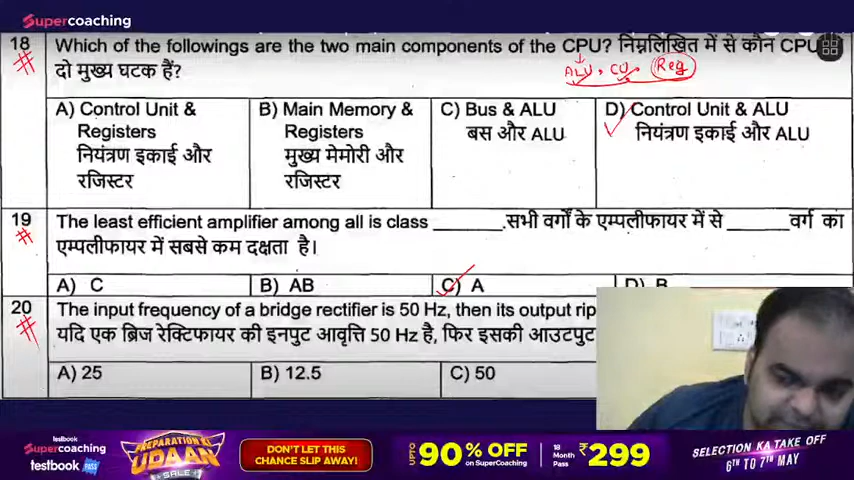 Supercoaching
18 Which of the followings are the two main components of the CPU? निम्नलिखित में से कौन CPU
दो मुख्य घटक हैं?
ALU, CU, Reg
A) Control Unit & Registers
नियंत्रण इकाई और रजिस्टर
B) Main Memory & Registers
मुख्य मेमोरी और रजिस्टर
C) Bus & ALU
बस और ALU
D) Control Unit & ALU
नियंत्रण इकाई और ALU
19 The least efficient amplifier among all is class ______.सभी वर्गों के एम्पलीफायर में से ______ वर्ग का
एम्पलीफायर में सबसे कम दक्षता है।
A) C B) AB C) A D) B
20 The input frequency of a bridge rectifier is 50 Hz, then its output rip
यदि एक ब्रिज रेक्टिफायर की इनपुट आवृत्ति 50 Hz है, फिर इसकी आउटपुट
A) 25 B) 12.5 C) 50
testbook
Supercoaching
testbook PASS
PREPARATION KI
UDAAN
SALE
DON'T LET THIS
CHANCE SLIP AWAY!
UPTO 90% OFF
on SuperCoaching
18 Month Pass ₹299
SELECTION KA TAKE OFF
6TH TO 7TH MAY